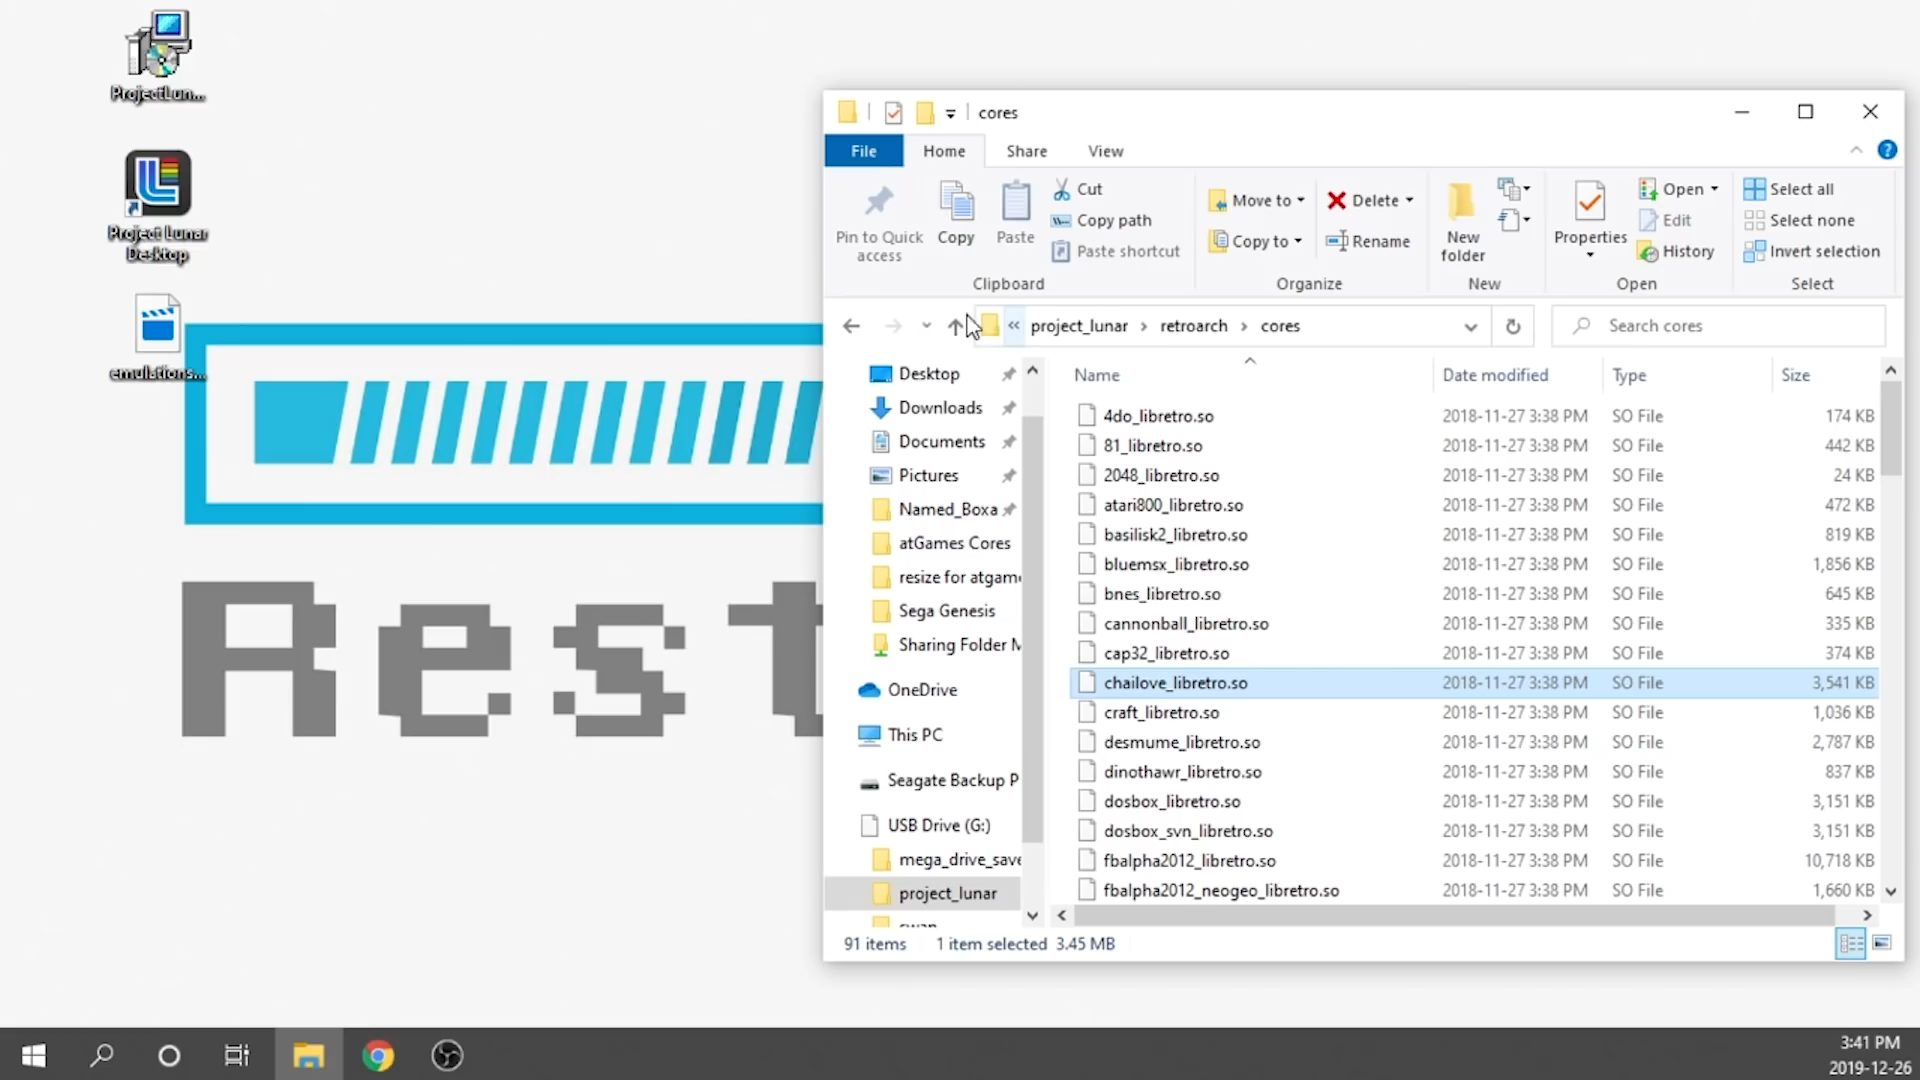 ProjectLun...
Project Lunar
Desktop
emulations...
Rest
cores
File
Home
Share
View
Pin to Quick
access
Copy
Paste
Cut
Copy path
Paste shortcut
Clipboard
Move to
Copy to
Delete
Rename
Organize
New
folder
New
Properties
Open
Edit
History
Open
Select all
Select none
Invert selection
Select
« project_lunar › retroarch › cores
Search cores
Desktop
Downloads
Documents
Pictures
Named_Boxa
atGames Cores
resize for atgam
Sega Genesis
Sharing Folder M
OneDrive
This PC
Seagate Backup P
USB Drive (G:)
mega_drive_save
project_lunar
swap
Name Date modified Type Size
4do_libretro.so 2018-11-27 3:38 PM SO File 174 KB
81_libretro.so 2018-11-27 3:38 PM SO File 442 KB
2048_libretro.so 2018-11-27 3:38 PM SO File 24 KB
atari800_libretro.so 2018-11-27 3:38 PM SO File 472 KB
basilisk2_libretro.so 2018-11-27 3:38 PM SO File 819 KB
bluemsx_libretro.so 2018-11-27 3:38 PM SO File 1,856 KB
bnes_libretro.so 2018-11-27 3:38 PM SO File 645 KB
cannonball_libretro.so 2018-11-27 3:38 PM SO File 335 KB
cap32_libretro.so 2018-11-27 3:38 PM SO File 374 KB
chailove_libretro.so 2018-11-27 3:38 PM SO File 3,541 KB
craft_libretro.so 2018-11-27 3:38 PM SO File 1,036 KB
desmume_libretro.so 2018-11-27 3:38 PM SO File 2,787 KB
dinothawr_libretro.so 2018-11-27 3:38 PM SO File 837 KB
dosbox_libretro.so 2018-11-27 3:38 PM SO File 3,151 KB
dosbox_svn_libretro.so 2018-11-27 3:38 PM SO File 3,151 KB
fbalpha2012_libretro.so 2018-11-27 3:38 PM SO File 10,718 KB
fbalpha2012_neogeo_libretro.so 2018-11-27 3:38 PM SO File 1,660 KB
91 items 1 item selected 3.45 MB
3:41 PM
2019-12-26